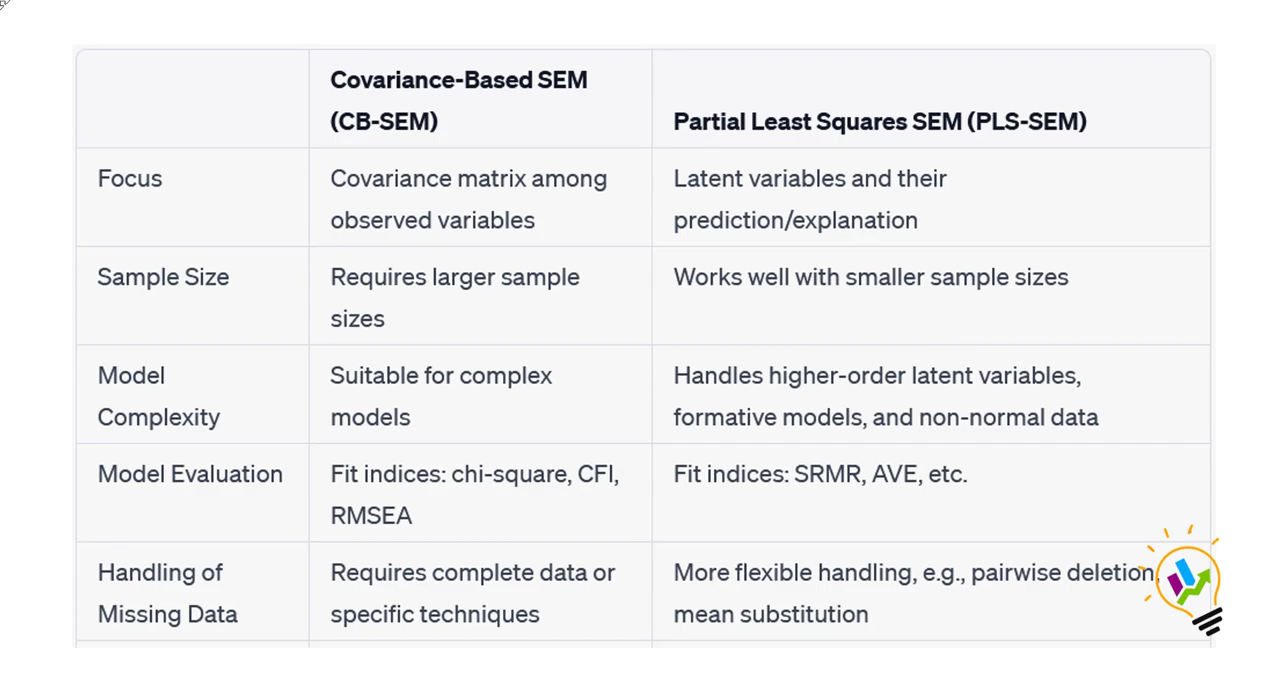 Covariance-Based SEM
(CB-SEM)
Partial Least Squares SEM (PLS-SEM)
Focus
Covariance matrix among
observed variables
Latent variables and their
prediction/explanation
Sample Size
Requires larger sample
sizes
Works well with smaller sample sizes
Model
Complexity
Suitable for complex
models
Handles higher-order latent variables,
formative models, and non-normal data
Model Evaluation
Fit indices: chi-square, CFI,
RMSEA
Fit indices: SRMR, AVE, etc.
Handling of
Missing Data
Requires complete data or
specific techniques
More flexible handling, e.g., pairwise deletion,
mean substitution